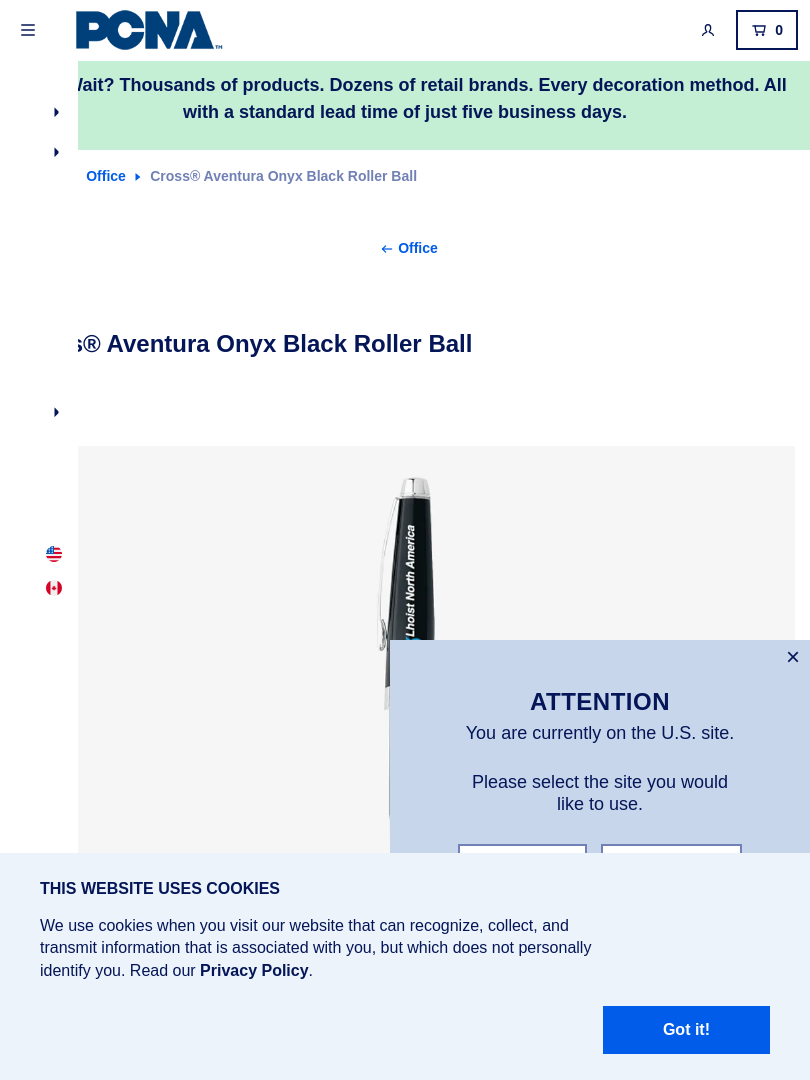 PCNA™
0
Wait? Thousands of products. Dozens of retail brands. Every decoration method. All
with a standard lead time of just five business days.
Office
Cross® Aventura Onyx Black Roller Ball
Office
s® Aventura Onyx Black Roller Ball
Lhoist North America
ATTENTION
You are currently on the U.S. site.
Please select the site you would
like to use.
THIS WEBSITE USES COOKIES
We use cookies when you visit our website that can recognize, collect, and
transmit information that is associated with you, but which does not personally
identify you. Read our Privacy Policy.
Got it!